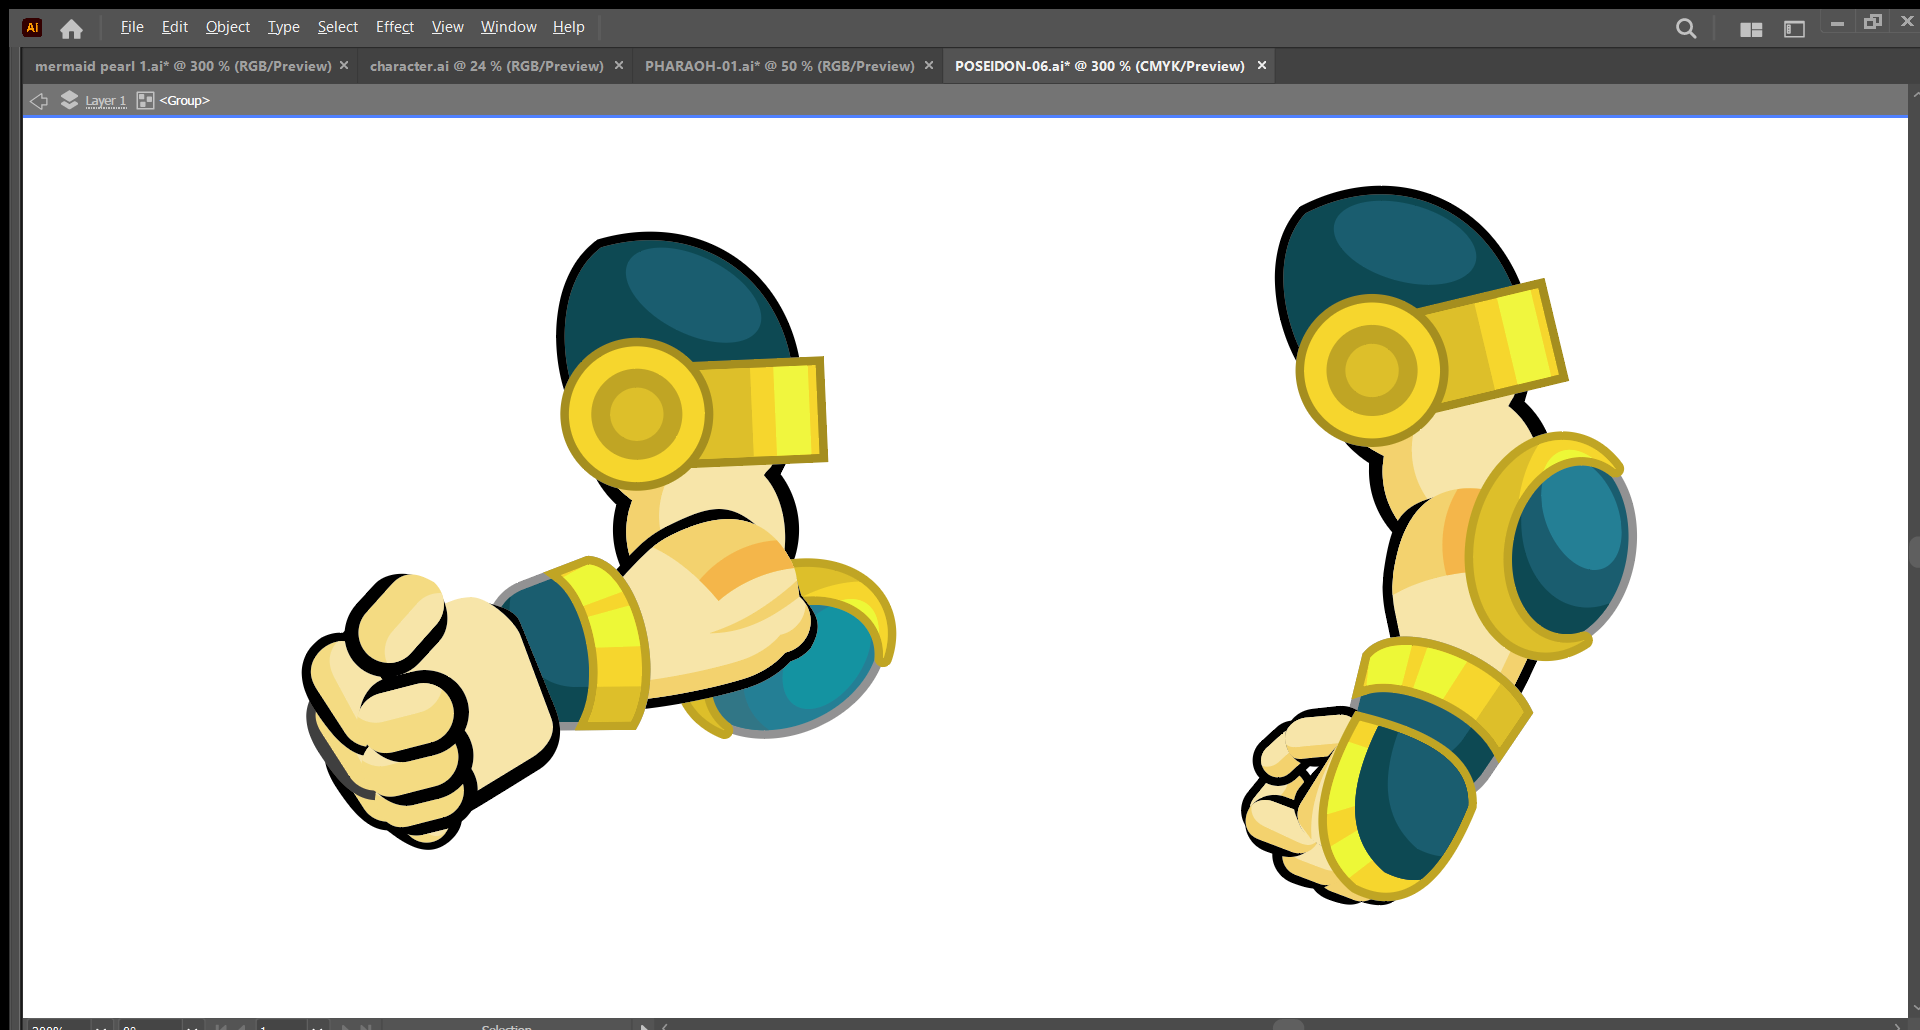 Ai File Edit Object Type Select Effect View Window Help
mermaid pearl 1.ai* @ 300 % (RGB/Preview) × character.ai @ 24 % (RGB/Preview) × PHARAOH-01.ai* @ 50 % (RGB/Preview) × POSEIDON-06.ai* @ 300 % (CMYK/Preview) ×
Layer 1 <Group>
Selection